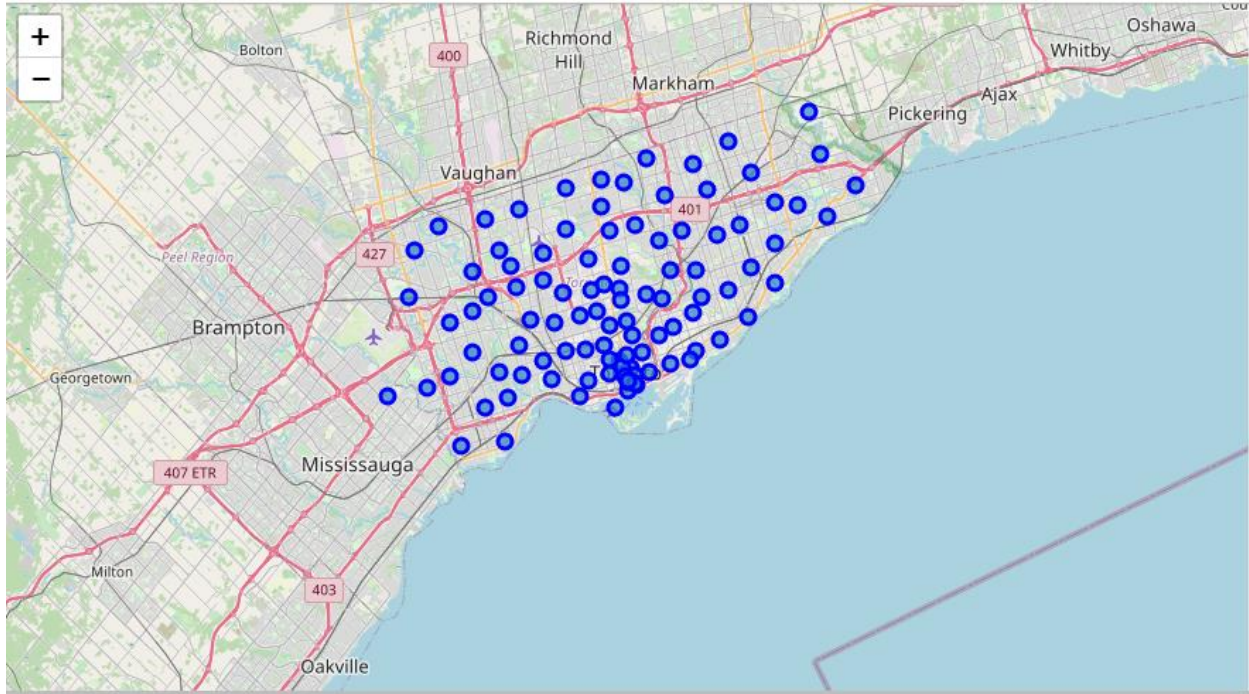 +
−
Bolton
400
Richmond
Hill
Markham
Oshawa
Whitby
Ajax
Pickering
Vaughan
401
427
Peel Region
Brampton
Georgetown
Mississauga
407 ETR
Milton
403
Oakville